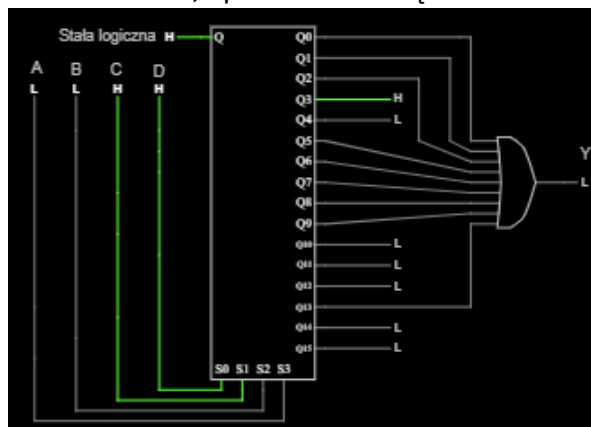 Stała logiczna H Q Q0
A B C D Q1
L L H H Q2
Q3 H
Q4 L
Q5
Y
Q6
L
Q7
Q8
Q9
Q10 L
Q11 L
Q12 L
Q13
Q14 L
Q15 L
S0 S1 S2 S3